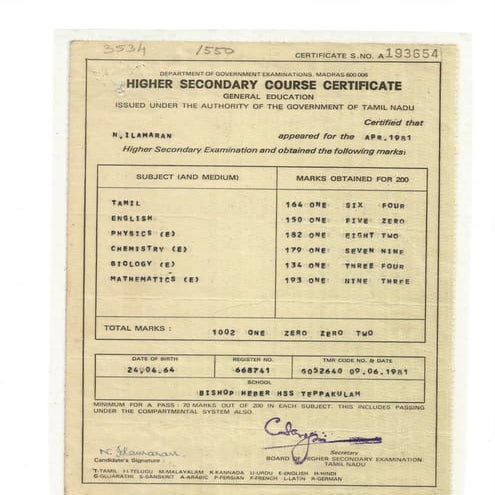 3534 1550
CERTIFICATE S.NO. A 193654
DEPARTMENT OF GOVERNMENT EXAMINATIONS, MADRAS-600 006
HIGHER SECONDARY COURSE CERTIFICATE
GENERAL EDUCATION
ISSUED UNDER THE AUTHORITY OF THE GOVERNMENT OF TAMIL NADU
Certified that
N.ILAMARAN appeared for the APR.1981
Higher Secondary Examination and obtained the following marks:
SUBJECT (AND MEDIUM) MARKS OBTAINED FOR 200
TAMIL 164 ONE SIX FOUR
ENGLISH 150 ONE FIVE ZERO
PHYSICS (E) 182 ONE EIGHT TWO
CHEMISTRY (E) 179 ONE SEVEN NINE
BIOLOGY (E) 134 ONE THREE FOUR
MATHEMATICS (E) 193 ONE NINE THREE
TOTAL MARKS : 1002 ONE ZERO ZERO TWO
DATE OF BIRTH REGISTER NO. TMR CODE NO. & DATE
24.04.64 668741 6052640 09.06.1981
SCHOOL
BISHOP HEBER HSS TEPPAKULAM
MINIMUM FOR A PASS : 70 MARKS OUT OF 200 IN EACH SUBJECT. THIS INCLUDES PASSING
UNDER THE COMPARTMENTAL SYSTEM ALSO.
N. Ilamaran
Candidate's Signature Secretary
BOARD OF HIGHER SECONDARY EXAMINATION
TAMIL NADU
T-TAMIL H-TELUGU M-MALAYALAM K-KANNADA U-URDU E-ENGLISH H-HINDI
G-GUJARATHI S-SANSKRIT A-ARABIC P-PERSIAN F-FRENCH L-LATIN R-GERMAN